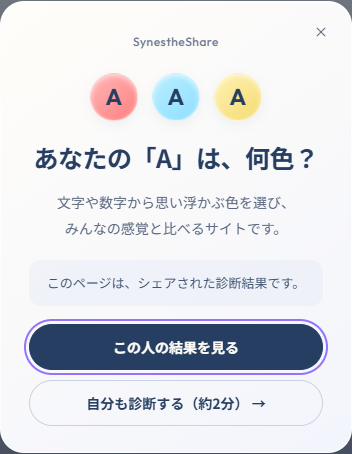 SynestheShare
×
A A A
あなたの「A」は、何色？
文字や数字から思い浮かぶ色を選び、
みんなの感覚と比べるサイトです。
このページは、シェアされた診断結果です。
この人の結果を見る
自分も診断する（約2分） →